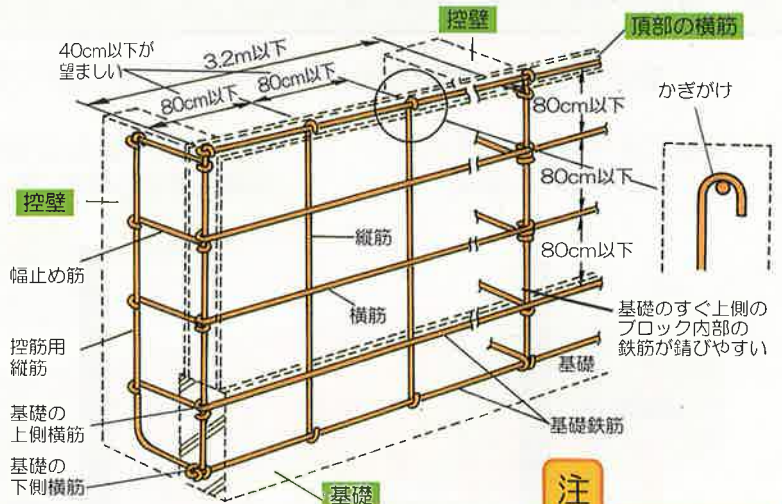 控壁
頂部の横筋
40cm以下が
望ましい
3.2m以下
80cm以下
80cm以下
かぎがけ
80cm以下
80cm以下
80cm以下
控壁
幅止め筋
縦筋
横筋
控筋用
縦筋
基礎のすぐ上側の
ブロック内部の
鉄筋が錆びやすい
基礎
基礎の
上側横筋
基礎鉄筋
基礎の
下側横筋
基礎
注